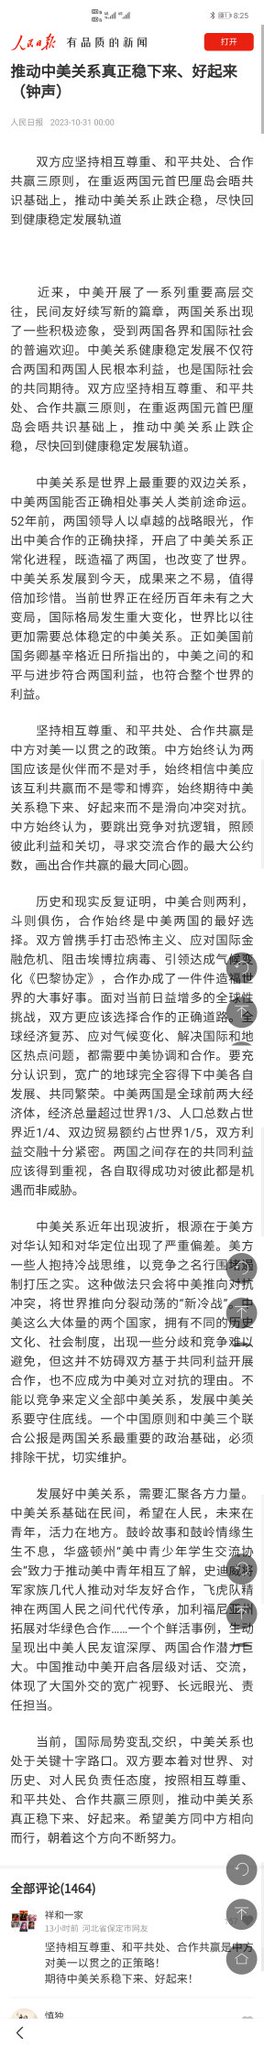 8:25
人民日报 有品质的新闻 打开
推动中美关系真正稳下来、好起来
（钟声）
人民日报 2023-10-31 00:00
双方应坚持相互尊重、和平共处、合作
共赢三原则，在重返两国元首巴厘岛会晤共
识基础上，推动中美关系止跌企稳，尽快回
到健康稳定发展轨道
近来，中美开展了一系列重要高层交
往，民间友好续写新的篇章，两国关系出现
了一些积极迹象，受到两国各界和国际社会
的普遍欢迎。中美关系健康稳定发展不仅符
合两国和两国人民根本利益，也是国际社会
的共同期待。双方应坚持相互尊重、和平共
处、合作共赢三原则，在重返两国元首巴厘
岛会晤共识基础上，推动中美关系止跌企
稳，尽快回到健康稳定发展轨道。
中美关系是世界上最重要的双边关系，
中美两国能否正确相处事关人类前途命运。
52年前，两国领导人以卓越的战略眼光，作
出中美合作的正确抉择，开启了中美关系正
常化进程，既造福了两国，也改变了世界。
中美关系发展到今天，成果来之不易，值得
倍加珍惜。当前世界正在经历百年未有之大
变局，国际格局发生重大变化，世界比以往
更加需要总体稳定的中美关系。正如美国前
国务卿基辛格近日所指出的，中美之间的和
平与进步符合两国利益，也符合整个世界的
利益。
坚持相互尊重、和平共处、合作共赢是
中方对美一以贯之的政策。中方始终认为两
国应该是伙伴而不是对手，始终相信中美应
该互利共赢而不是零和博弈，始终期待中美
关系稳下来、好起来而不是滑向冲突对抗。
中方始终认为，要跳出竞争对抗逻辑，照顾
彼此利益和关切，寻求交流合作的最大公约
数，画出合作共赢的最大同心圆。
历史和现实反复证明，中美合则两利，
斗则俱伤，合作始终是中美两国的最好选
择。双方曾携手打击恐怖主义、应对国际金
融危机、阻击埃博拉病毒、引领达成气候变
化《巴黎协定》，合作办成了一件件造福世
界的大事好事。面对当前日益增多的全球性
挑战，双方更应该选择合作的正确道路。全
球经济复苏、应对气候变化、解决国际和地
区热点问题，都需要中美协调和合作。要充
分认识到，宽广的地球完全容得下中美各自
发展、共同繁荣。中美两国是全球前两大经
济体，经济总量超过世界1/3、人口总数占世
界近1/4、双边贸易额约占世界1/5，双方利
益交融十分紧密。两国之间存在的共同利益
应该得到重视，各自取得成功对彼此都是机
遇而非威胁。
中美关系近年出现波折，根源在于美方
对华认知和对华定位出现了严重偏差。美方
一些人抱持冷战思维，以竞争之名行围堵遏
制打压之实。这种做法只会将中美推向对抗
冲突，将世界推向分裂动荡的“新冷战”。中
美这么大体量的两个国家，拥有不同的历史
文化、社会制度，出现一些分歧和竞争难以
避免，但这并不妨碍双方基于共同利益开展
合作，也不应成为中美对立对抗的理由。不
能以竞争来定义全部中美关系，发展中美关
系要守住底线。一个中国原则和中美三个联
合公报是两国关系最重要的政治基础，必须
排除干扰，切实维护。
发展好中美关系，需要汇聚各方力量。
中美关系基础在民间，希望在人民，未来在
青年，活力在地方。鼓岭故事和鼓岭情缘生
生不息，华盛顿州“美中青少年学生交流协
会”致力于推动美中青年相互了解，史迪威将
军家族几代人推动对华友好合作，飞虎队精
神在两国人民之间代代传承，加利福尼亚州
拓展对华绿色合作……一个个鲜活事例，生动
呈现出中美人民友谊深厚、两国合作潜力巨
大。中国推动中美开启各层级对话、交流，
体现了大国外交的宽广视野、长远眼光、责
任担当。
当前，国际局势变乱交织，中美关系也
处于关键十字路口。双方要本着对世界、对
历史、对人民负责任态度，按照相互尊重、
和平共处、合作共赢三原则，推动中美关系
真正稳下来、好起来。希望美方同中方相向
而行，朝着这个方向不断努力。
全部评论(1464)
祥和一家
13小时前 河北省保定市网友
坚持相互尊重、和平共处、合作共赢是中方
对美一以贯之的正策略！
期待中美关系稳下来、好起来！
慎独